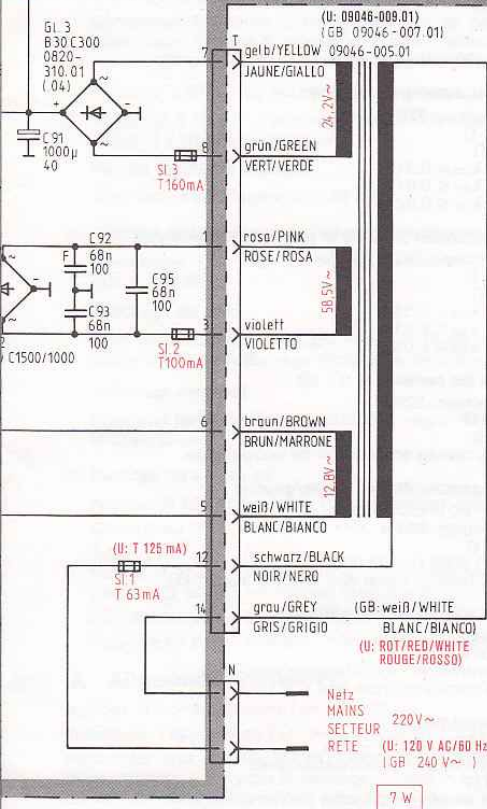 (U: 09046-009.01)
(GB 09046-007.01)
09046-005.01
GL 3
B30 C300
0820-
310.01
(04)
7
T
gelb/YELLOW
JAUNE/GIALLO
24,2V~
~
+
-
~
C91
1000µ
40
8
grün/GREEN
VERT/VERDE
SI.3
T160mA
1
rosa/PINK
ROSE/ROSA
58,5V~
C92
F
68n
100
C95
68n
100
~
-
C93
68n
100
3
violett
VIOLETTO
SI.2
T100mA
C1500/1000
6
braun/BROWN
BRUN/MARRONE
12,8V~
5
weiß/WHITE
BLANC/BIANCO
(U: T 125 mA)
SI.1
T 63mA
12
schwarz/BLACK
NOIR/NERO
14
grau/GREY
GRIS/GRIGIO
(GB: weiß/WHITE
BLANC/BIANCO)
(U: ROT/RED/WHITE
ROUGE/ROSSO)
N
Netz
MAINS
SECTEUR
RETE
220V~
(U: 120 V AC/60 Hz
(GB 240 V~ )
7 W